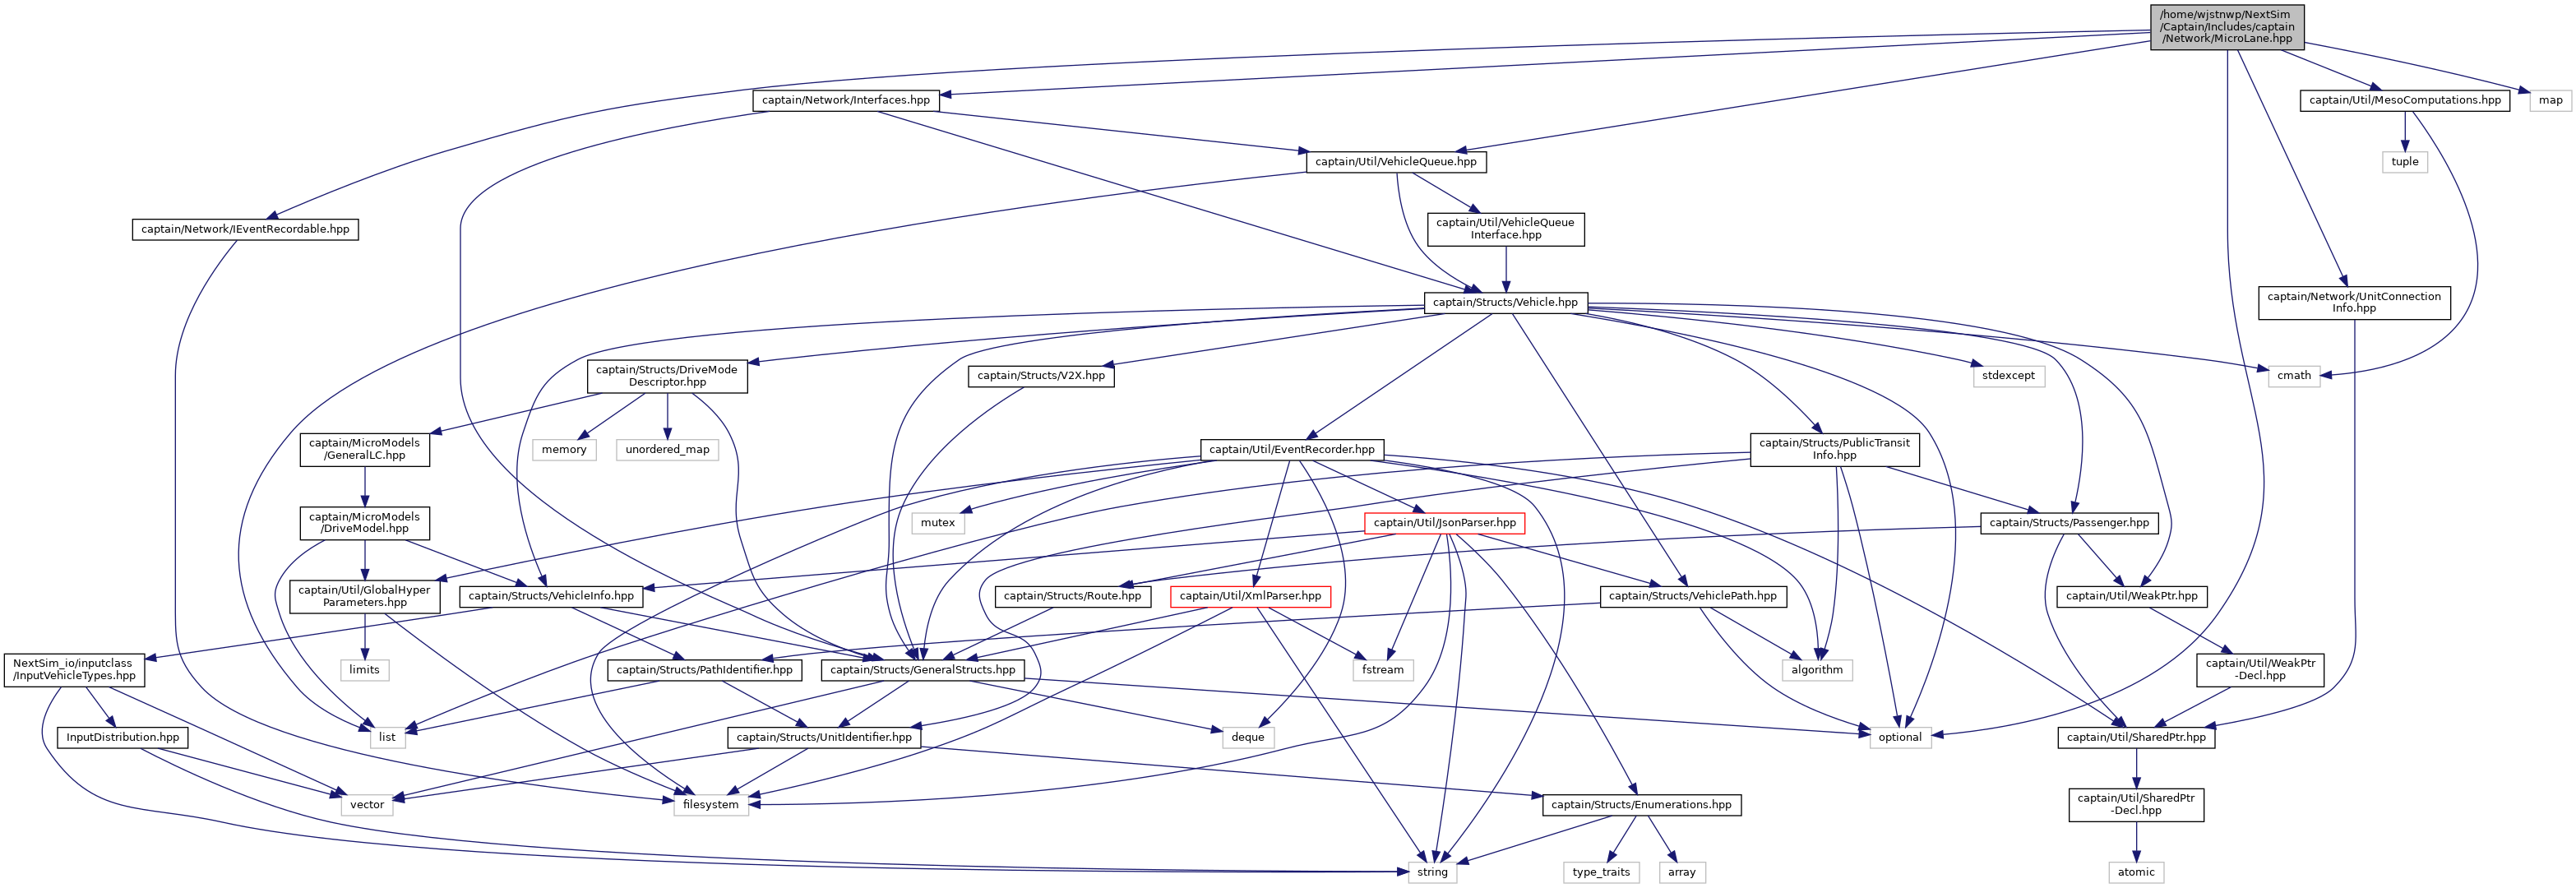 /home/wjstnwp/NextSim
/Captain/Includes/captain
/Network/MicroLane.hpp
captain/Network/Interfaces.hpp
captain/Util/MesoComputations.hpp
map
captain/Util/VehicleQueue.hpp
tuple
captain/Network/IEventRecordable.hpp
captain/Util/VehicleQueue
Interface.hpp
captain/Structs/Vehicle.hpp
captain/Network/UnitConnection
Info.hpp
captain/Structs/DriveMode
Descriptor.hpp
captain/Structs/V2X.hpp
stdexcept
cmath
captain/MicroModels
/GeneralLC.hpp
memory
unordered_map
captain/Util/EventRecorder.hpp
captain/Structs/PublicTransit
Info.hpp
captain/MicroModels
/DriveModel.hpp
mutex
captain/Util/JsonParser.hpp
captain/Structs/Passenger.hpp
captain/Util/GlobalHyper
Parameters.hpp
captain/Structs/VehicleInfo.hpp
captain/Structs/Route.hpp
captain/Util/XmlParser.hpp
captain/Structs/VehiclePath.hpp
captain/Util/WeakPtr.hpp
NextSim_io/inputclass
/InputVehicleTypes.hpp
limits
captain/Structs/PathIdentifier.hpp
captain/Structs/GeneralStructs.hpp
fstream
algorithm
captain/Util/WeakPtr
-Decl.hpp
InputDistribution.hpp
list
captain/Structs/UnitIdentifier.hpp
deque
optional
captain/Util/SharedPtr.hpp
vector
filesystem
captain/Structs/Enumerations.hpp
captain/Util/SharedPtr
-Decl.hpp
string
type_traits
array
atomic